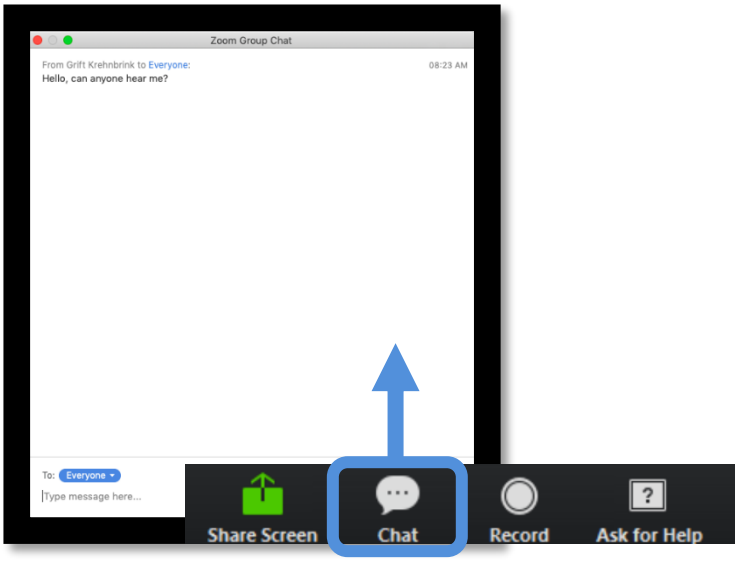 Zoom Group Chat
From Grift Krehnbrink to Everyone:
08:23 AM
Hello, can anyone hear me?
To: Everyone
Type message here...
Share Screen
Chat
Record
?
Ask for Help